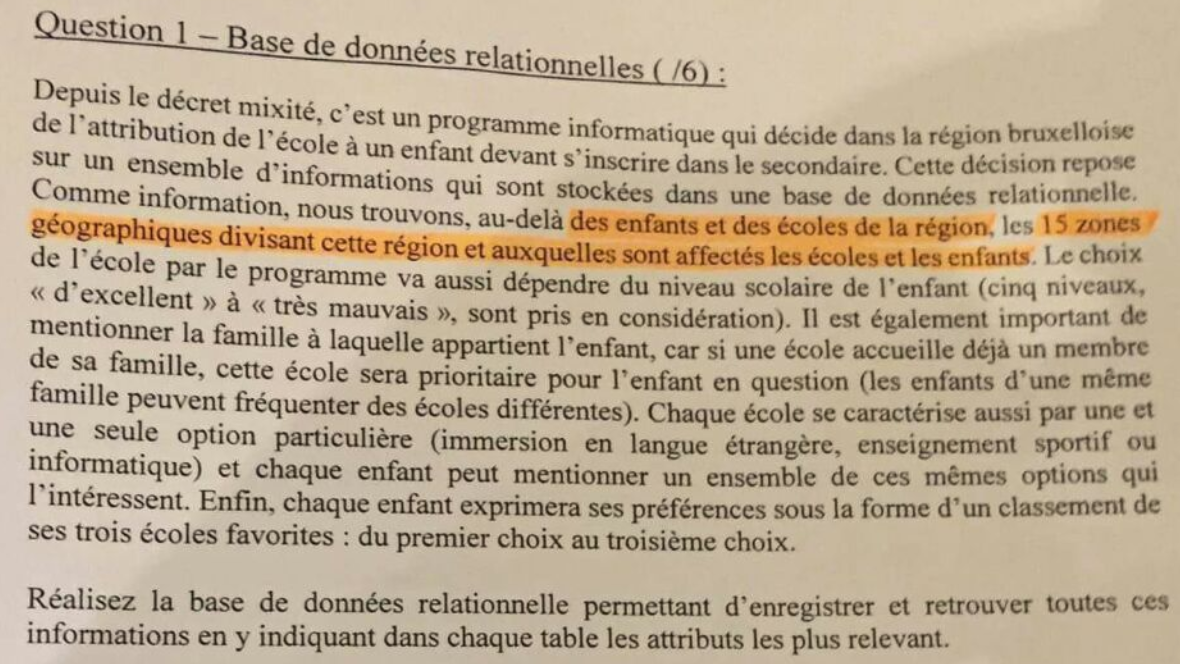 Question 1 – Base de données relationnelles ( /6) :
Depuis le décret mixité, c'est un programme informatique qui décide dans la région bruxelloise
de l'attribution de l'école à un enfant devant s'inscrire dans le secondaire. Cette décision repose
sur un ensemble d'informations qui sont stockées dans une base de données relationnelle.
Comme information, nous trouvons, au-delà des enfants et des écoles de la région, les 15 zones
géographiques divisant cette région et auxquelles sont affectés les écoles et les enfants. Le choix
de l'école par le programme va aussi dépendre du niveau scolaire de l'enfant (cinq niveaux,
« d'excellent » à « très mauvais », sont pris en considération). Il est également important de
mentionner la famille à laquelle appartient l'enfant, car si une école accueille déjà un membre
de sa famille, cette école sera prioritaire pour l'enfant en question (les enfants d'une même
famille peuvent fréquenter des écoles différentes). Chaque école se caractérise aussi par une et
une seule option particulière (immersion en langue étrangère, enseignement sportif ou
informatique) et chaque enfant peut mentionner un ensemble de ces mêmes options qui
l'intéressent. Enfin, chaque enfant exprimera ses préférences sous la forme d'un classement de
ses trois écoles favorites : du premier choix au troisième choix.
Réalisez la base de données relationnelle permettant d'enregistrer et retrouver toutes ces
informations en y indiquant dans chaque table les attributs les plus relevant.